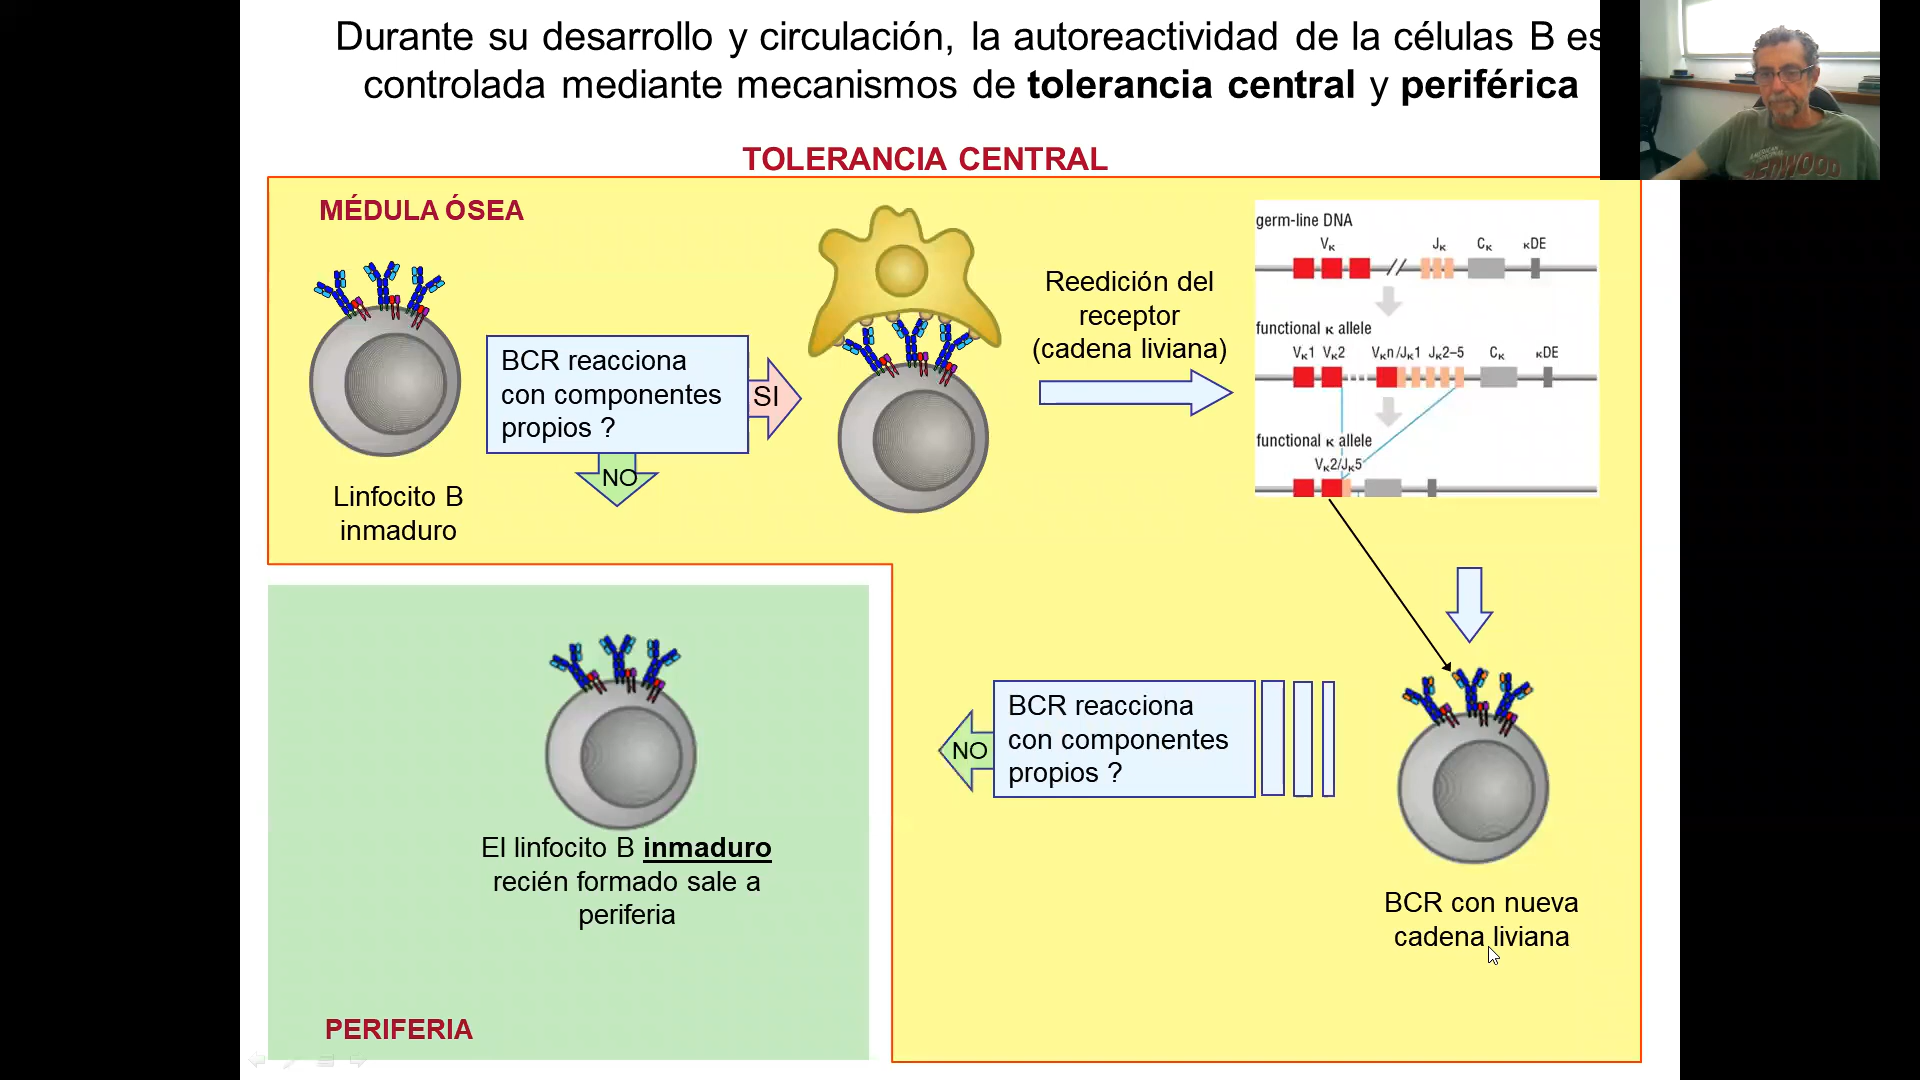 Durante su desarrollo y circulación, la autoreactividad de la células B es
controlada mediante mecanismos de tolerancia central y periférica
TOLERANCIA CENTRAL
MÉDULA ÓSEA
BCR reacciona
con componentes
propios ?
SI
NO
Linfocito B
inmaduro
Reedición del
receptor
(cadena liviana)
germ-line DNA
Vκ Jκ Cκ κDE
functional κ allele
Vκ1 Vκ2 Vκn/Jκ1 Jκ2–5 Cκ κDE
functional κ allele
Vκ2/Jκ5
BCR reacciona
con componentes
propios ?
NO
BCR con nueva
cadena liviana
El linfocito B inmaduro
recién formado sale a
periferia
PERIFERIA
AMERICAN
REDWOOD